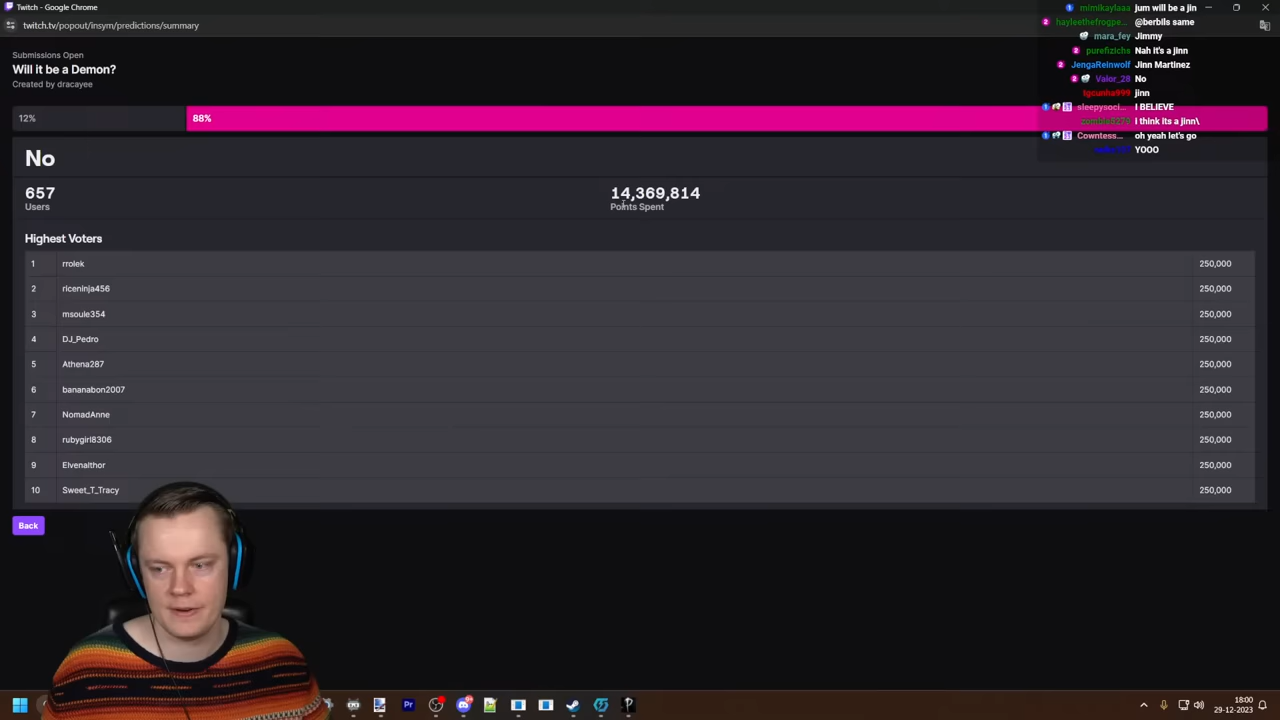 Twitch - Google Chrome
twitch.tv/popout/insym/predictions/summary
Submissions Open
Will it be a Demon?
Created by dracayee
12%
88%
No
657
Users
14,369,814
Points Spent
Highest Voters
1 rrolek 250,000
2 riceninja456 250,000
3 msoule354 250,000
4 DJ_Pedro 250,000
5 Athena287 250,000
6 bananabon2007 250,000
7 NomadAnne 250,000
8 rubygirl8306 250,000
9 Elvenalthor 250,000
10 Sweet_T_Tracy 250,000
Back
mimikaylaaa jum will be a jin
hayleethefrogpe... @berbils same
mara_fey Jimmy
purefizichs Nah it's a jinn
JengaReinwolf Jinn Martinez
Valor_28 No
tgcunha999 jinn
sleepysoci... I BELIEVE
I think its a jinn\
Cowntess... oh yeah let's go
YOOO
18:00
29-12-2023